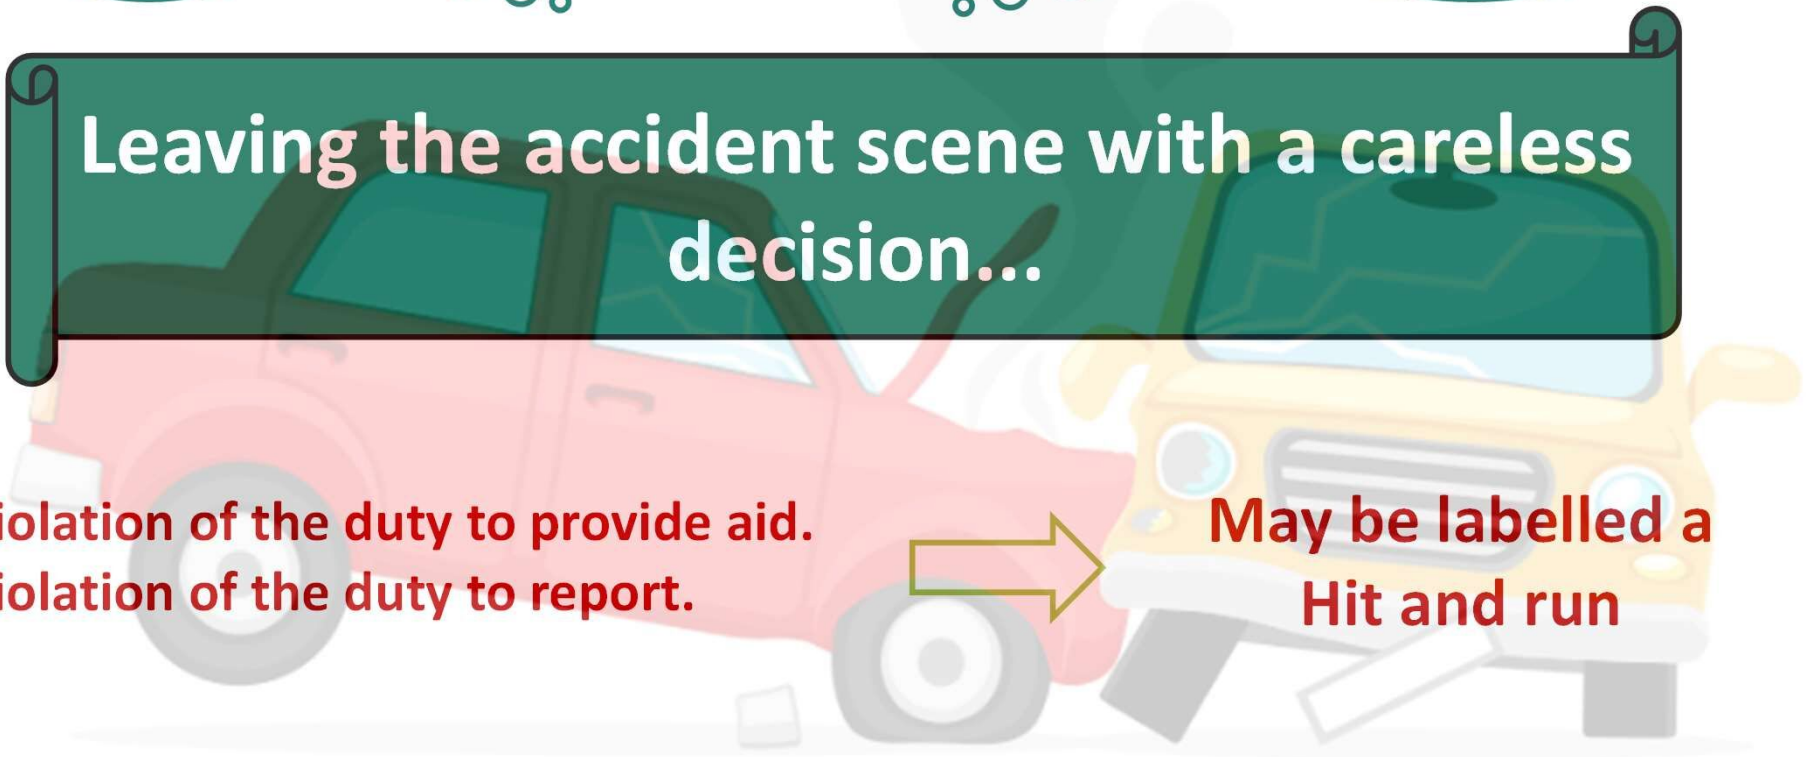 Leaving the accident scene with a careless
decision...
iolation of the duty to provide aid.
iolation of the duty to report.
May be labelled a
Hit and run